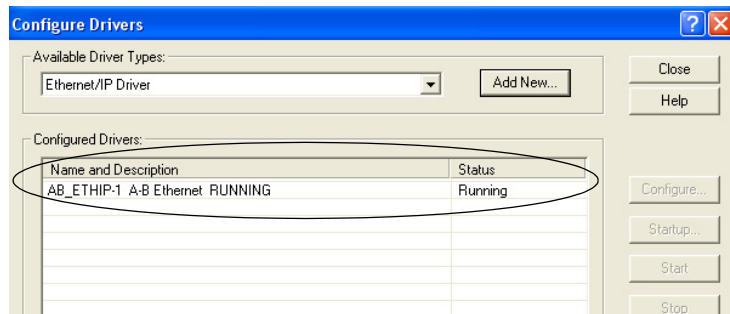 Configure Drivers
Available Driver Types:
Ethernet/IP Driver
Add New...
Close
Help
Configured Drivers:
Name and Description Status
AB_ETHIP-1 A-B Ethernet RUNNING Running
Configure...
Startup...
Start
Stop